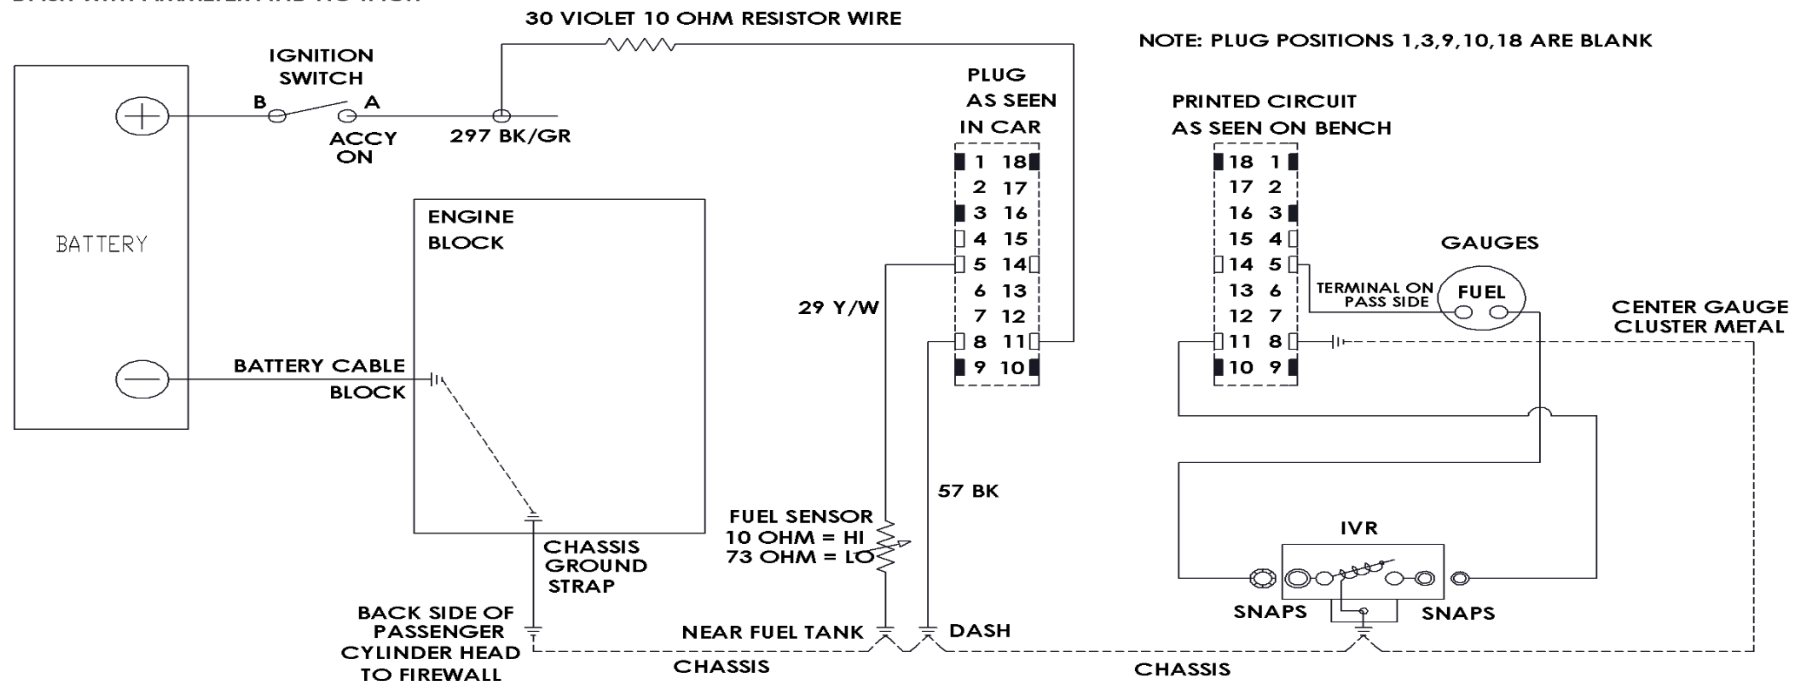 30 VIOLET 10 OHM RESISTOR WIRE
NOTE: PLUG POSITIONS 1,3,9,10,18 ARE BLANK
IGNITION
SWITCH
B
A
ACCY
ON
297 BK/GR
PLUG
AS SEEN
IN CAR
1 18
2 17
3 16
4 15
5 14
6 13
7 12
8 11
9 10
PRINTED CIRCUIT
AS SEEN ON BENCH
18 1
17 2
16 3
15 4
14 5
13 6
12 7
11 8
10 9
BATTERY
ENGINE
BLOCK
GAUGES
FUEL
TERMINAL ON
PASS SIDE
CENTER GAUGE
CLUSTER METAL
29 Y/W
BATTERY CABLE
BLOCK
57 BK
FUEL SENSOR
10 OHM = HI
73 OHM = LO
IVR
SNAPS
SNAPS
CHASSIS
GROUND
STRAP
BACK SIDE OF
PASSENGER
CYLINDER HEAD
TO FIREWALL
NEAR FUEL TANK
DASH
CHASSIS
CHASSIS